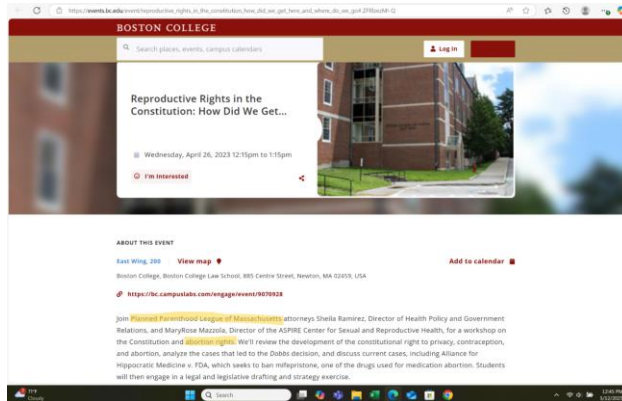 https://events.bc.edu/event/reproductive_rights_in_the_constitution_how_did_we_get_here_and_where_do_we_go
BOSTON COLLEGE
Search places, events, campus calendars
Log In
Reproductive Rights in the
Constitution: How Did We Get...
Wednesday, April 26, 2023 12:15pm to 1:15pm
I'm Interested
ABOUT THIS EVENT
East Wing, 200 View map Add to calendar
Boston College, Boston College Law School, 885 Centre Street, Newton, MA 02459, USA
https://bc.campuslabs.com/engage/event/9070928
Join Planned Parenthood League of Massachusetts attorneys Sheila Ramirez, Director of Health Policy and Government
Relations, and MaryRose Mazzola, Director of the ASPIRE Center for Sexual and Reproductive Health, for a workshop on
the Constitution and abortion rights. We'll review the development of the constitutional right to privacy, contraception,
and abortion, analyze the cases that led to the Dobbs decision, and discuss current cases, including Alliance for
Hippocratic Medicine v. FDA, which seeks to ban mifepristone, one of the drugs used for medication abortion. Students
will then engage in a legal and legislative drafting and strategy exercise.
Cloudy
Search
12:45 PM